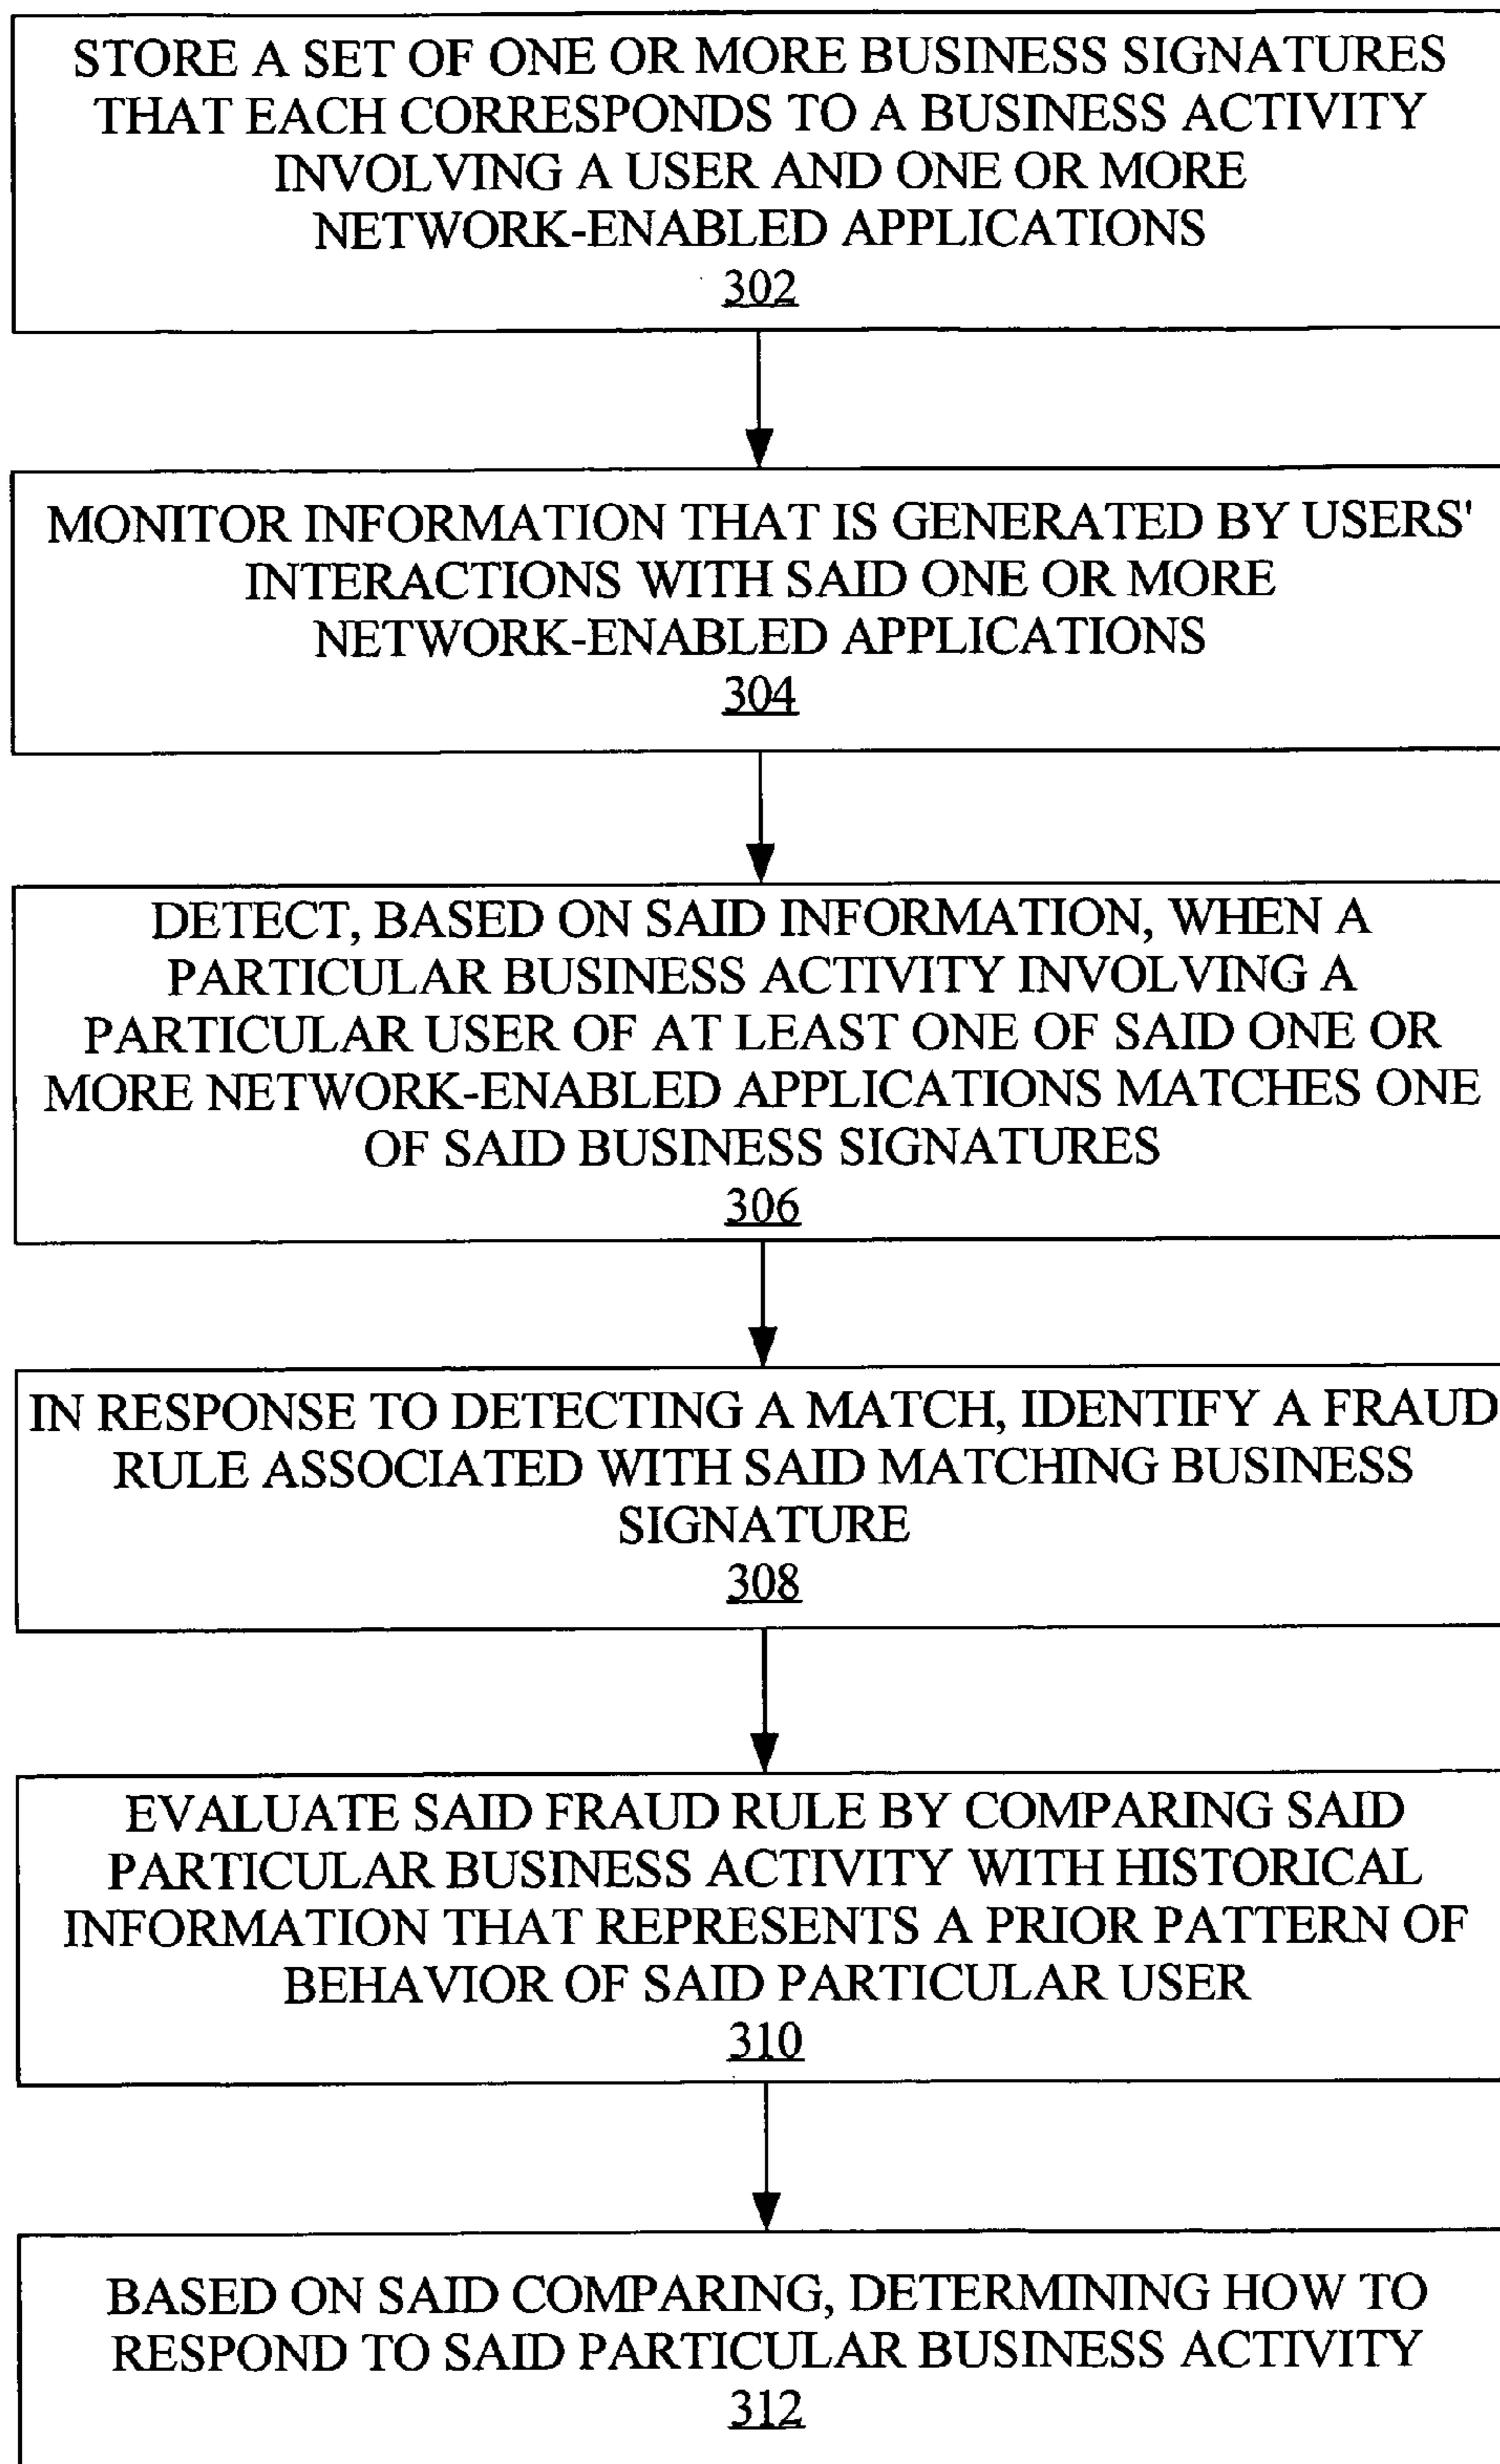 STORE A SET OF ONE OR MORE BUSINESS SIGNATURES
THAT EACH CORRESPONDS TO A BUSINESS ACTIVITY
INVOLVING A USER AND ONE OR MORE
NETWORK-ENABLED APPLICATIONS
302
MONITOR INFORMATION THAT IS GENERATED BY USERS'
INTERACTIONS WITH SAID ONE OR MORE
NETWORK-ENABLED APPLICATIONS
304
DETECT, BASED ON SAID INFORMATION, WHEN A
PARTICULAR BUSINESS ACTIVITY INVOLVING A
PARTICULAR USER OF AT LEAST ONE OF SAID ONE OR
MORE NETWORK-ENABLED APPLICATIONS MATCHES ONE
OF SAID BUSINESS SIGNATURES
306
IN RESPONSE TO DETECTING A MATCH, IDENTIFY A FRAUD
RULE ASSOCIATED WITH SAID MATCHING BUSINESS
SIGNATURE
308
EVALUATE SAID FRAUD RULE BY COMPARING SAID
PARTICULAR BUSINESS ACTIVITY WITH HISTORICAL
INFORMATION THAT REPRESENTS A PRIOR PATTERN OF
BEHAVIOR OF SAID PARTICULAR USER
310
BASED ON SAID COMPARING, DETERMINING HOW TO
RESPOND TO SAID PARTICULAR BUSINESS ACTIVITY
312